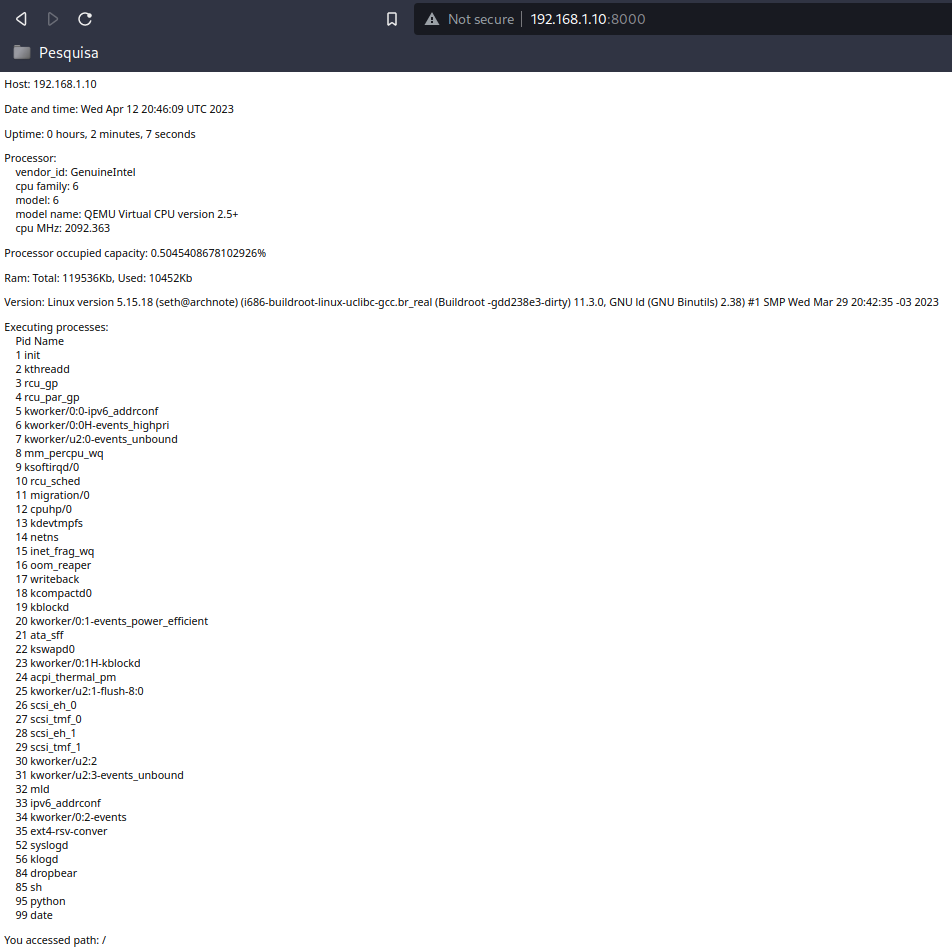 Not secure 192.168.1.10:8000
Pesquisa
Host: 192.168.1.10
Date and time: Wed Apr 12 20:46:09 UTC 2023
Uptime: 0 hours, 2 minutes, 7 seconds
Processor:
vendor_id: GenuineIntel
cpu family: 6
model: 6
model name: QEMU Virtual CPU version 2.5+
cpu MHz: 2092.363
Processor occupied capacity: 0.5045408678102926%
Ram: Total: 119536Kb, Used: 10452Kb
Version: Linux version 5.15.18 (seth@archnote) (i686-buildroot-linux-uclibc-gcc.br_real (Buildroot -gdd238e3-dirty) 11.3.0, GNU ld (GNU Binutils) 2.38) #1 SMP Wed Mar 29 20:42:35 -03 2023
Executing processes:
Pid Name
1 init
2 kthreadd
3 rcu_gp
4 rcu_par_gp
5 kworker/0:0-ipv6_addrconf
6 kworker/0:0H-events_highpri
7 kworker/u2:0-events_unbound
8 mm_percpu_wq
9 ksoftirqd/0
10 rcu_sched
11 migration/0
12 cpuhp/0
13 kdevtmpfs
14 netns
15 inet_frag_wq
16 oom_reaper
17 writeback
18 kcompactd0
19 kblockd
20 kworker/0:1-events_power_efficient
21 ata_sff
22 kswapd0
23 kworker/0:1H-kblockd
24 acpi_thermal_pm
25 kworker/u2:1-flush-8:0
26 scsi_eh_0
27 scsi_tmf_0
28 scsi_eh_1
29 scsi_tmf_1
30 kworker/u2:2
31 kworker/u2:3-events_unbound
32 mld
33 ipv6_addrconf
34 kworker/0:2-events
35 ext4-rsv-conver
52 syslogd
56 klogd
84 dropbear
85 sh
95 python
99 date
You accessed path: /